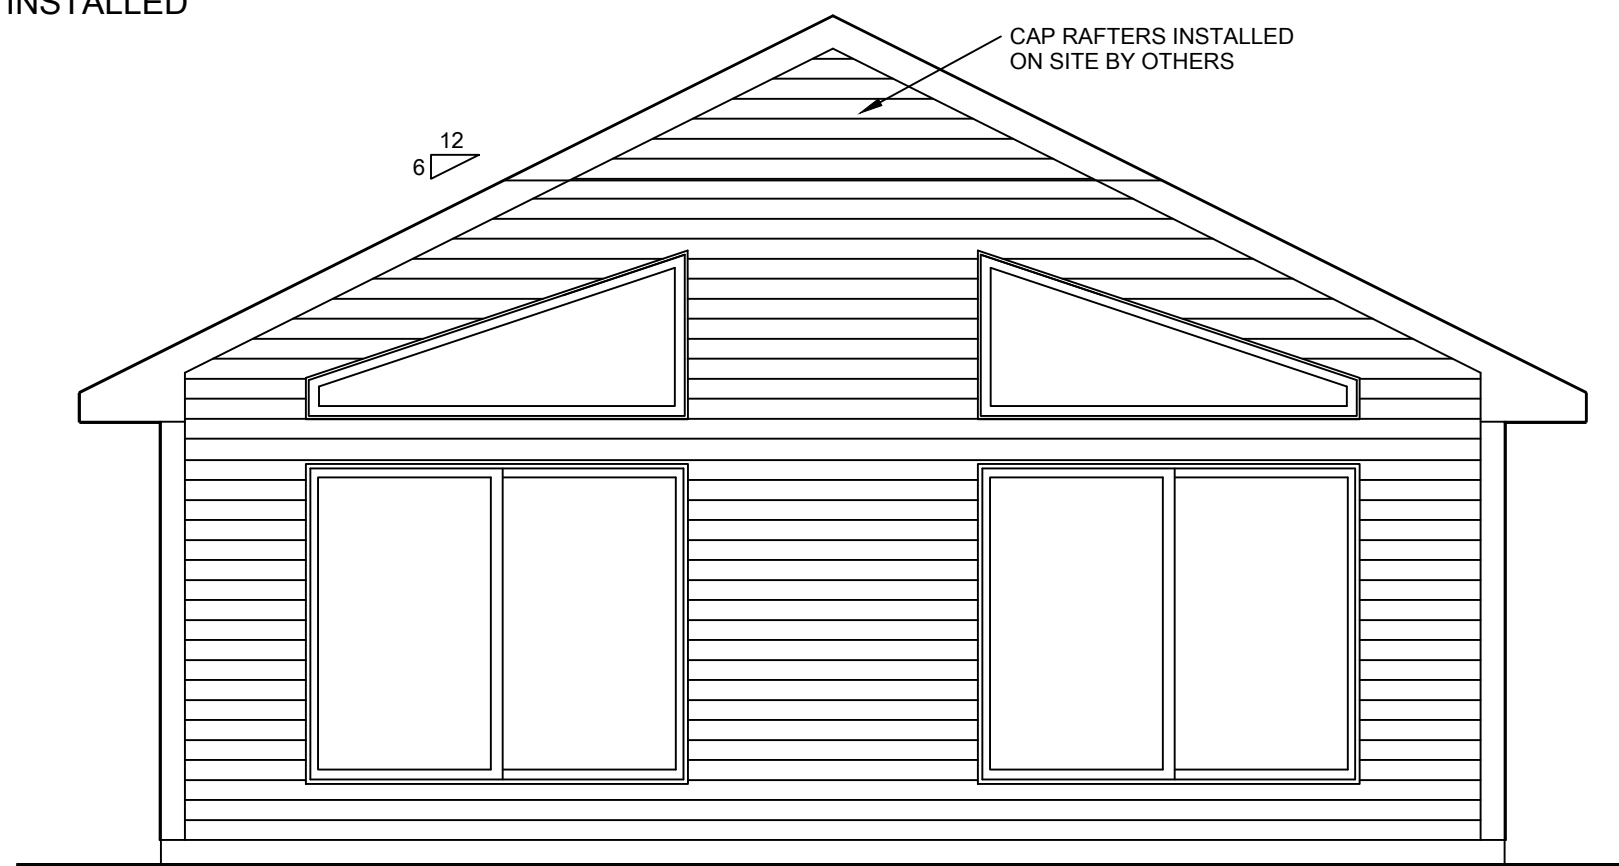 INSTALLED
CAP RAFTERS INSTALLED
ON SITE BY OTHERS
12
6